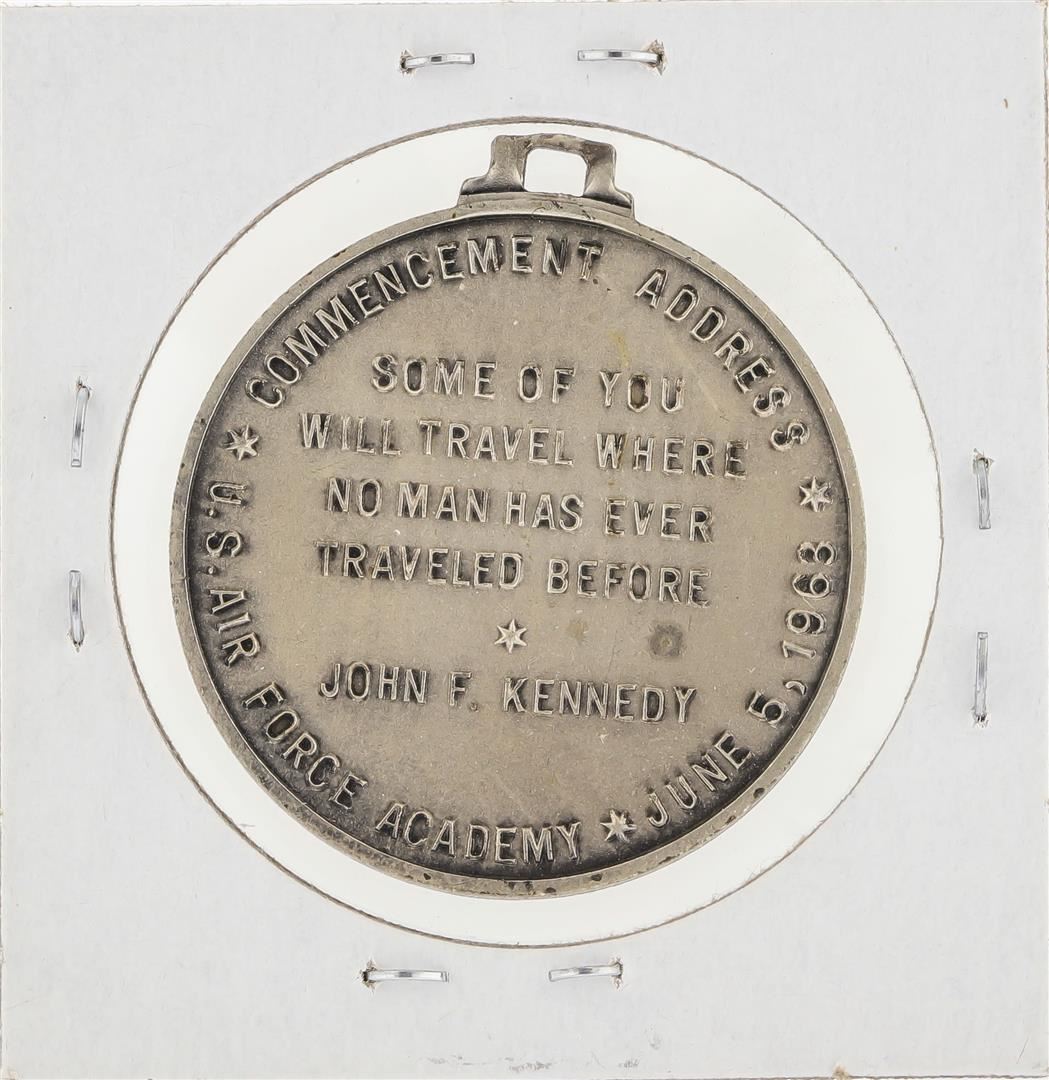 COMMENCEMENT ADDRESS
SOME OF YOU
WILL TRAVEL WHERE
NO MAN HAS EVER
TRAVELED BEFORE
JOHN F. KENNEDY
U.S. AIR FORCE ACADEMY
JUNE 5, 1963